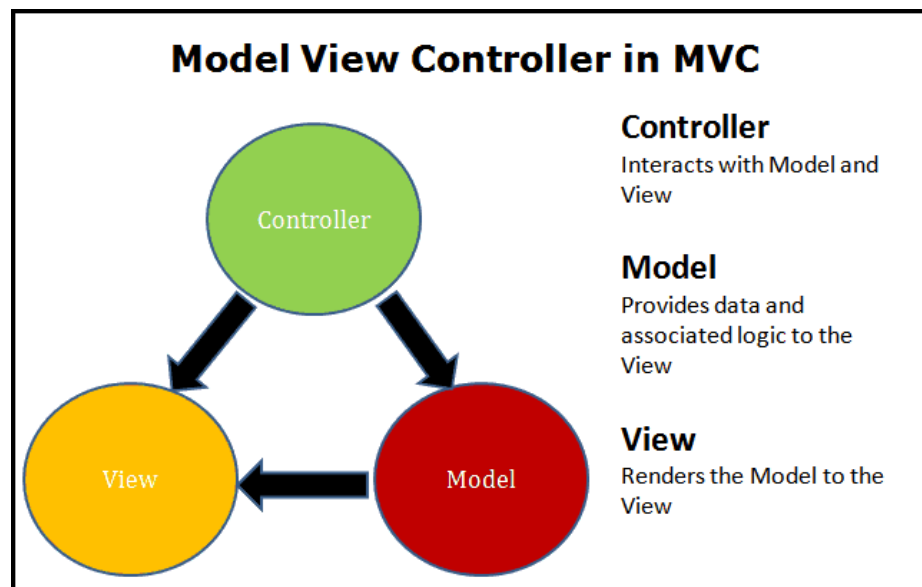 Model View Controller in MVC
Controller
View
Model
Controller
Interacts with Model and
View
Model
Provides data and
associated logic to the
View
View
Renders the Model to the
View